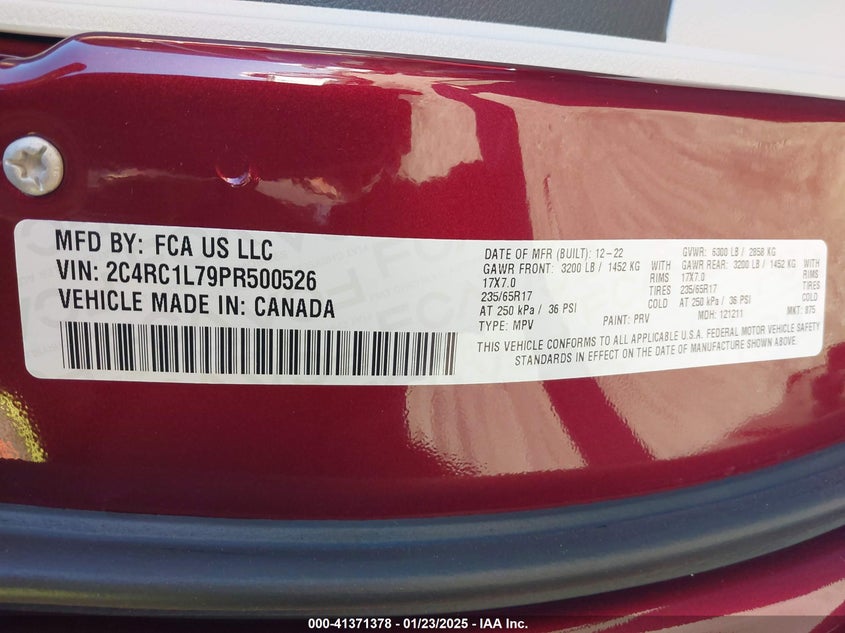 MFD BY: FCA US LLC
VIN: 2C4RC1L79PR500526
VEHICLE MADE IN: CANADA
DATE OF MFR (BUILT): 12-22 GVWR: 6300 LB / 2858 KG
GAWR FRONT: 3200 LB / 1452 KG WITH GAWR REAR: 3200 LB / 1452 KG WITH
17X7.0 RIMS 17X7.0
235/65R17 TIRES 235/65R17 TIRES
AT 250 kPa / 36 PSI COLD AT 250 kPa / 36 PSI COLD
TYPE: MPV PAINT: PRV MDH: 121211 MKT: 875
THIS VEHICLE CONFORMS TO ALL APPLICABLE U.S.A. FEDERAL MOTOR VEHICLE SAFETY
STANDARDS IN EFFECT ON THE DATE OF MANUFACTURE SHOWN ABOVE.
000-41371378 - 01/23/2025 - IAA Inc.